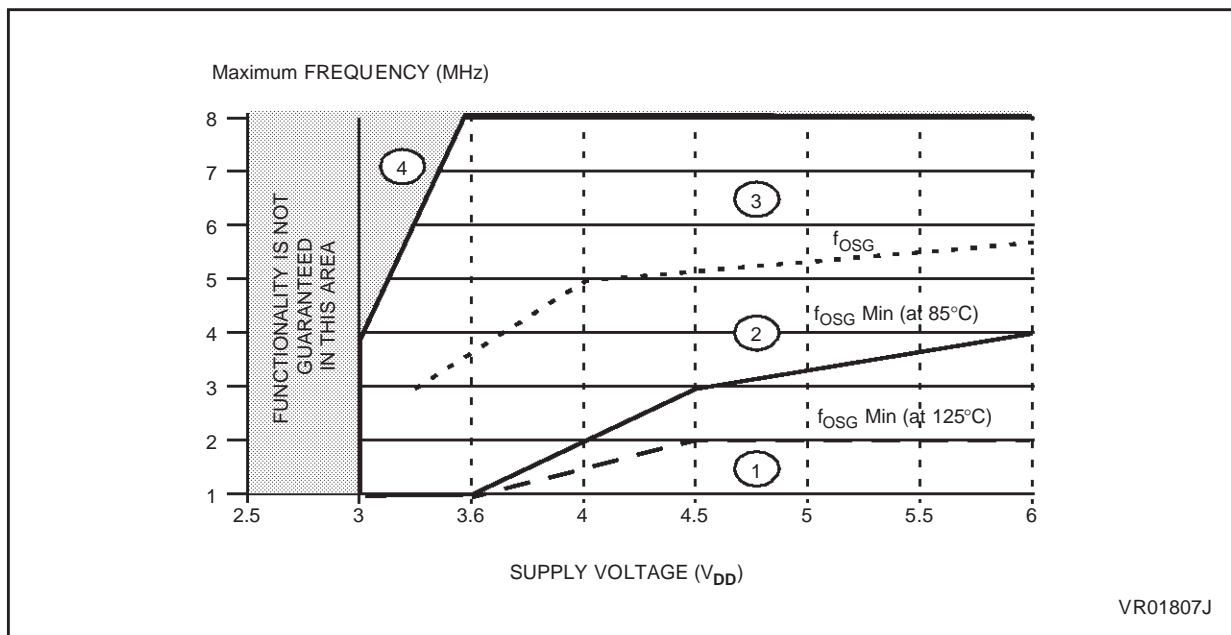 Maximum FREQUENCY (MHz)
8
7
6
5
4
3
2
1
FUNCTIONALITY IS NOT
GUARANTEED
IN THIS AREA
4
3
fOSG
fOSG Min (at 85°C)
2
fOSG Min (at 125°C)
1
2.5 3 3.6 4 4.5 5 5.5 6
SUPPLY VOLTAGE (VDD)
VR01807J